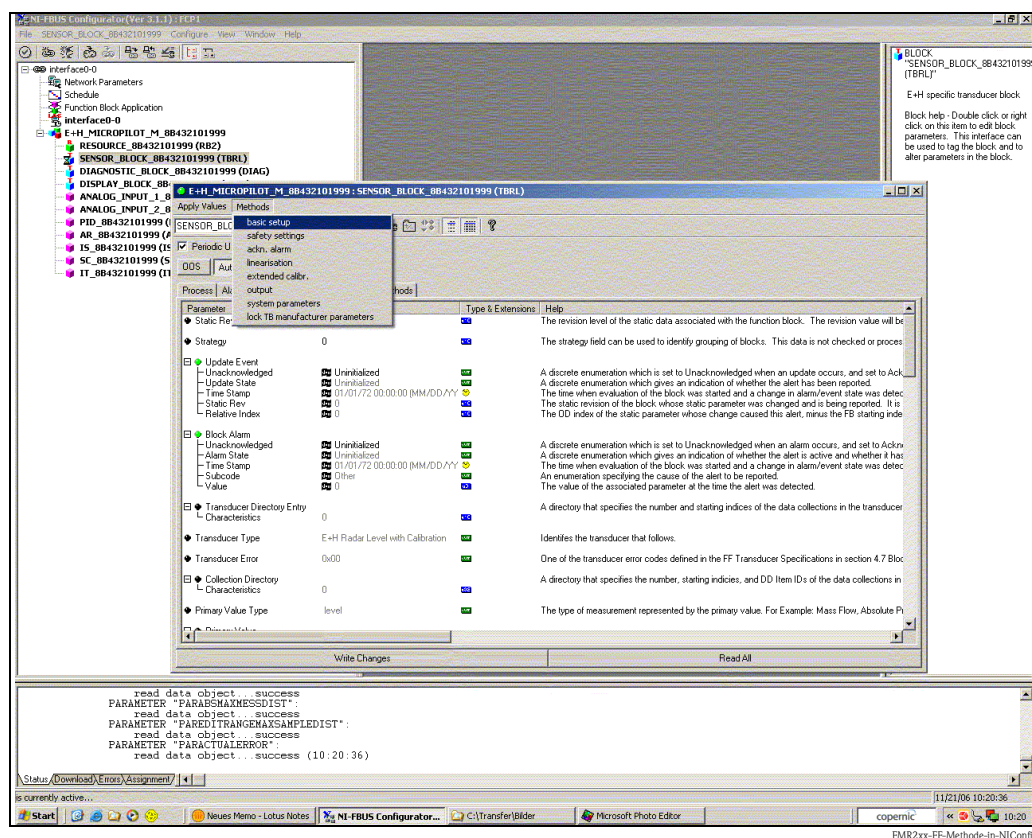 NI-FBUS Configurator(Ver 3.1.1) : FCP1
File SENSOR_BLOCK_8B432101999 Configure View Window Help
interface0-0
Network Parameters
Schedule
Function Block Application
interface0-0
E+H_MICROPILOT_M_8B432101999
RESOURCE_8B432101999 (RB2)
SENSOR_BLOCK_8B432101999 (TBRL)
DIAGNOSTIC_BLOCK_8B432101999 (DIAG)
DISPLAY_BLOCK_8B4
ANALOG_INPUT_1_8
ANALOG_INPUT_2_8
PID_8B432101999 (
AR_8B432101999 (A
IS_8B432101999 (IS
SC_8B432101999 (S
IT_8B432101999 (IT
BLOCK
"SENSOR_BLOCK_8B432101999
(TBRL)"
E+H specific transducer block
Block help - Double click or right
click on this item to edit block
parameters. This interface can
be used to tag the block and to
alter parameters in the block.
E+H_MICROPILOT_M_8B432101999 : SENSOR_BLOCK_8B432101999 (TBRL)
Apply Values Methods
SENSOR_BLO
Periodic U
OOS Aut
basic setup
safety settings
ackn. alarm
linearisation
extended calibr.
output
system parameters
lock TB manufacturer parameters
Process Al hods
Parameter Type & Extensions Help
Static Re The revision level of the static data associated with the function block. The revision value will be
Strategy 0 The strategy field can be used to identify grouping of blocks. This data is not checked or proces
Update Event
Unacknowledged Uninitialized A discrete enumeration which is set to Unacknowledged when an update occurs, and set to Ack
Update State Uninitialized A discrete enumeration which gives an indication of whether the alert has been reported.
Time Stamp 01/01/72 00:00:00 (MM/DD/YY The time when evaluation of the block was started and a change in alarm/event state was detec
Static Rev 0 The static revision of the block whose static parameter was changed and is being reported. It is
Relative Index 0 The OD index of the static parameter whose change caused this alert, minus the FB starting inde
Block Alarm
Unacknowledged Uninitialized A discrete enumeration which is set to Unacknowledged when an alarm occurs, and set to Ackn
Alarm State Uninitialized A discrete enumeration which gives an indication of whether the alert is active and whether it has
Time Stamp 01/01/72 00:00:00 (MM/DD/YY The time when evaluation of the block was started and a change in alarm/event state was detec
Subcode Other An enumeration specifying the cause of the alert to be reported.
Value 0 The value of the associated parameter at the time the alert was detected.
Transducer Directory Entry A directory that specifies the number and starting indices of the data collections in the transducer
Characteristics 0
Transducer Type E+H Radar Level with Calibration Identifes the transducer that follows.
Transducer Error 0x00 One of the transducer error codes defined in the FF Transducer Specifications in section 4.7 Bloc
Collection Directory A directory that specifies the number, starting indicies, and DD Item IDs of the data collections in
Characteristics 0
Primary Value Type level The type of measurement represented by the primary value. For Example: Mass Flow, Absolute Pr
Primary Value
Write Changes Read All
read data object...success
PARAMETER "PARABSMAXMESSDIST":
read data object...success
PARAMETER "PAREDITRANGEMAXSAMPLEDIST":
read data object...success
PARAMETER "PARACTUALERROR":
read data object...success (10:20:36)
Status Download Errors Assignment
is currently active... 11/21/06 10:20:36
Start Neues Memo - Lotus Notes NI-FBUS Configurator... C:\Transfer\Bilder Microsoft Photo Editor copernic « 10:20
FMR2xx-FF-Methode-in-NIConfi